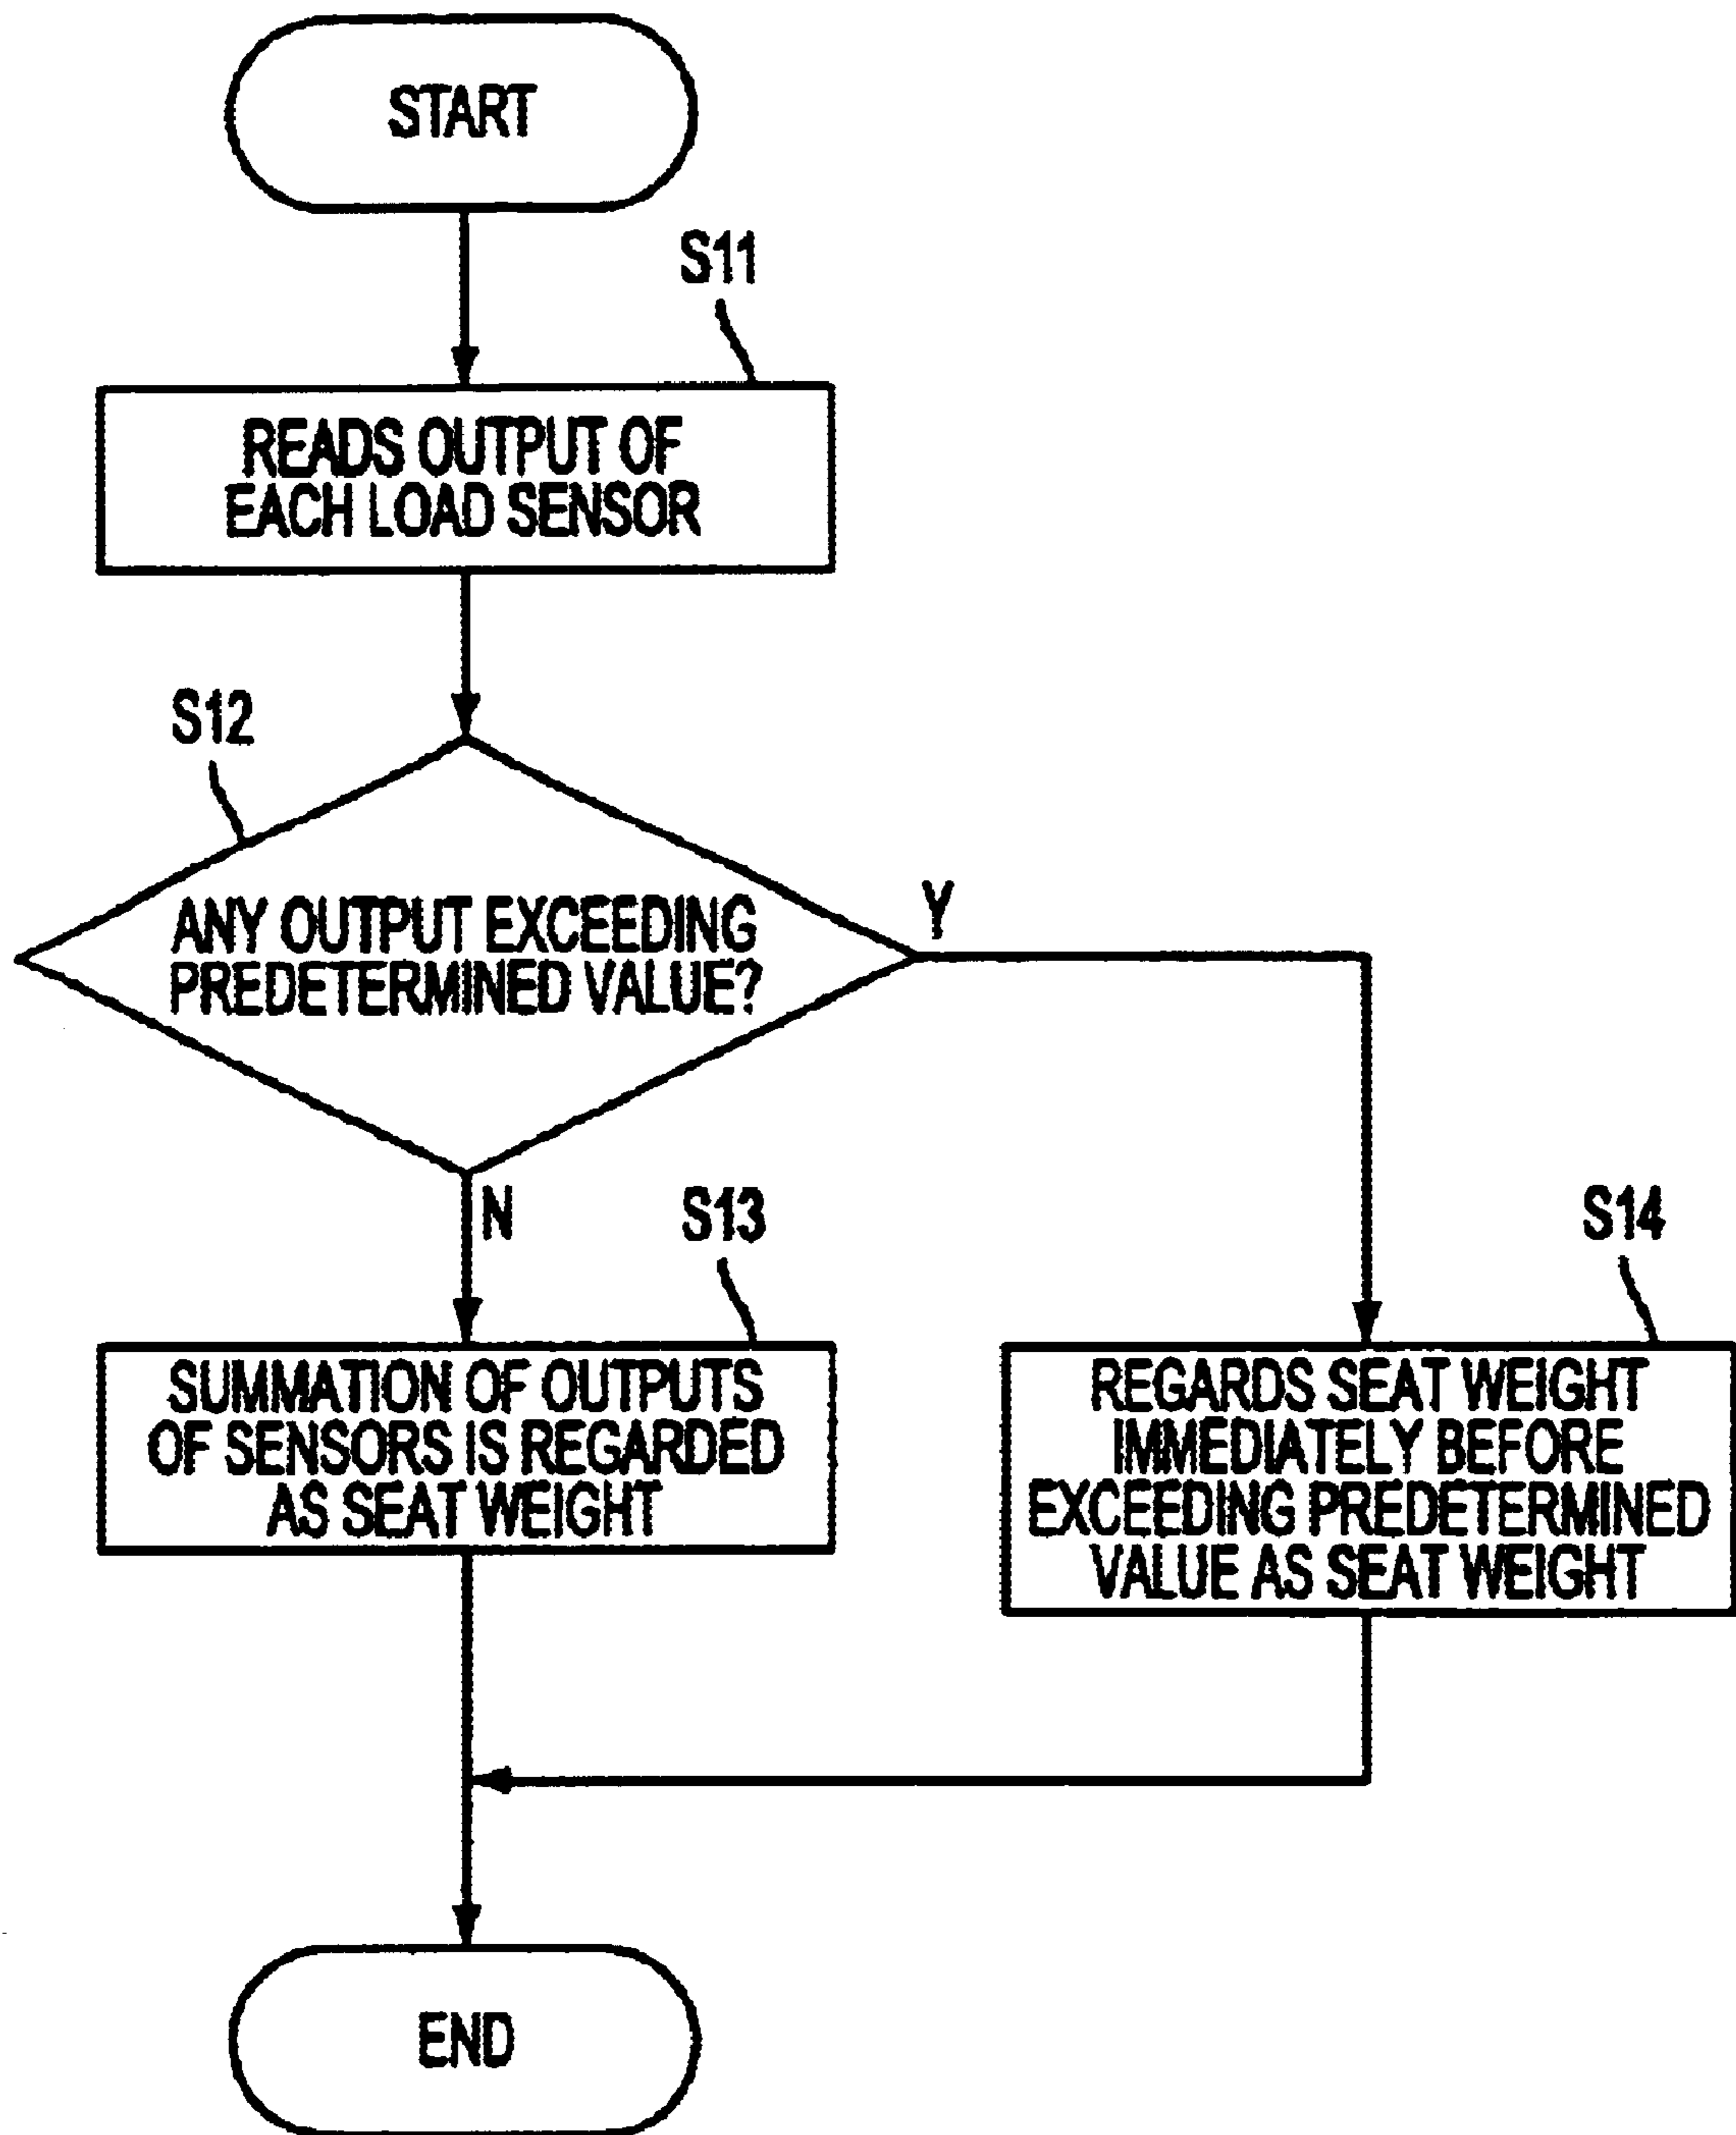 START
S11
READS OUTPUT OF
EACH LOAD SENSOR
S12
ANY OUTPUT EXCEEDING
PREDETERMINED VALUE?
Y
N
S13
SUMMATION OF OUTPUTS
OF SENSORS IS REGARDED
AS SEAT WEIGHT
S14
REGARDS SEAT WEIGHT
IMMEDIATELY BEFORE
EXCEEDING PREDETERMINED
VALUE AS SEAT WEIGHT
END